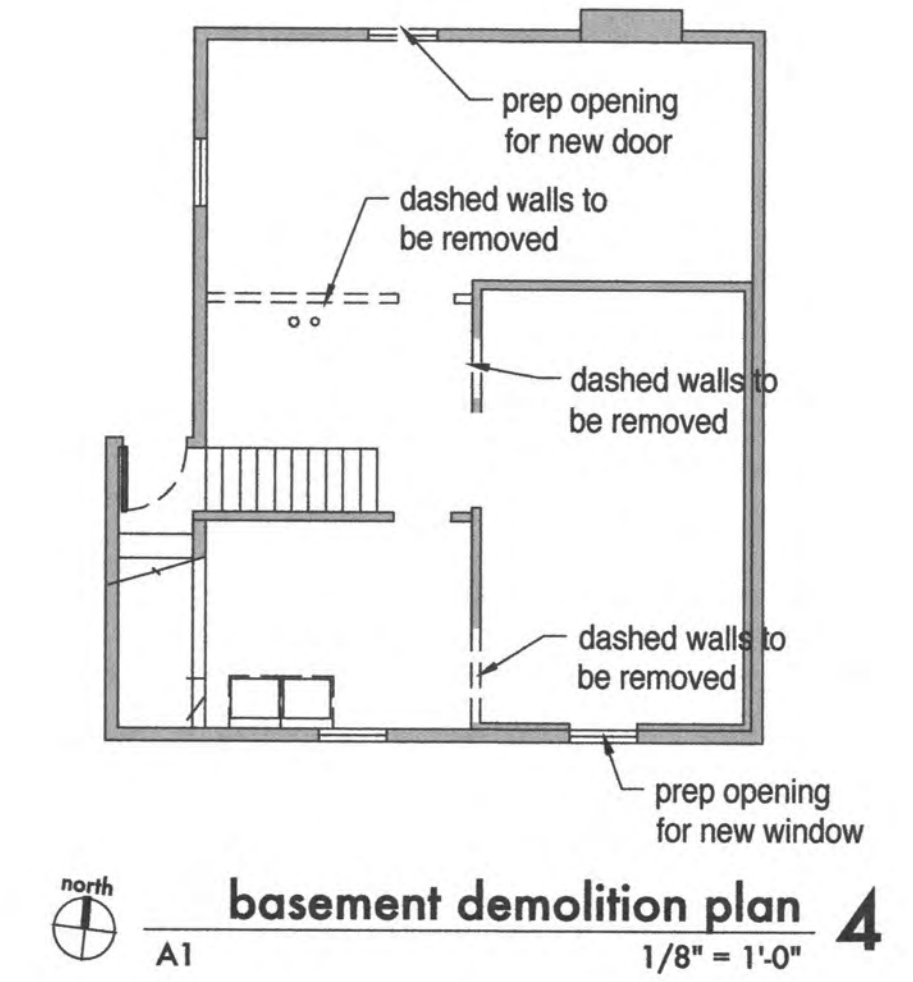 prep opening
for new door
dashed walls to
be removed
dashed walls to
be removed
dashed walls to
be removed
prep opening
for new window
north
basement demolition plan
4
A1
1/8" = 1'-0"